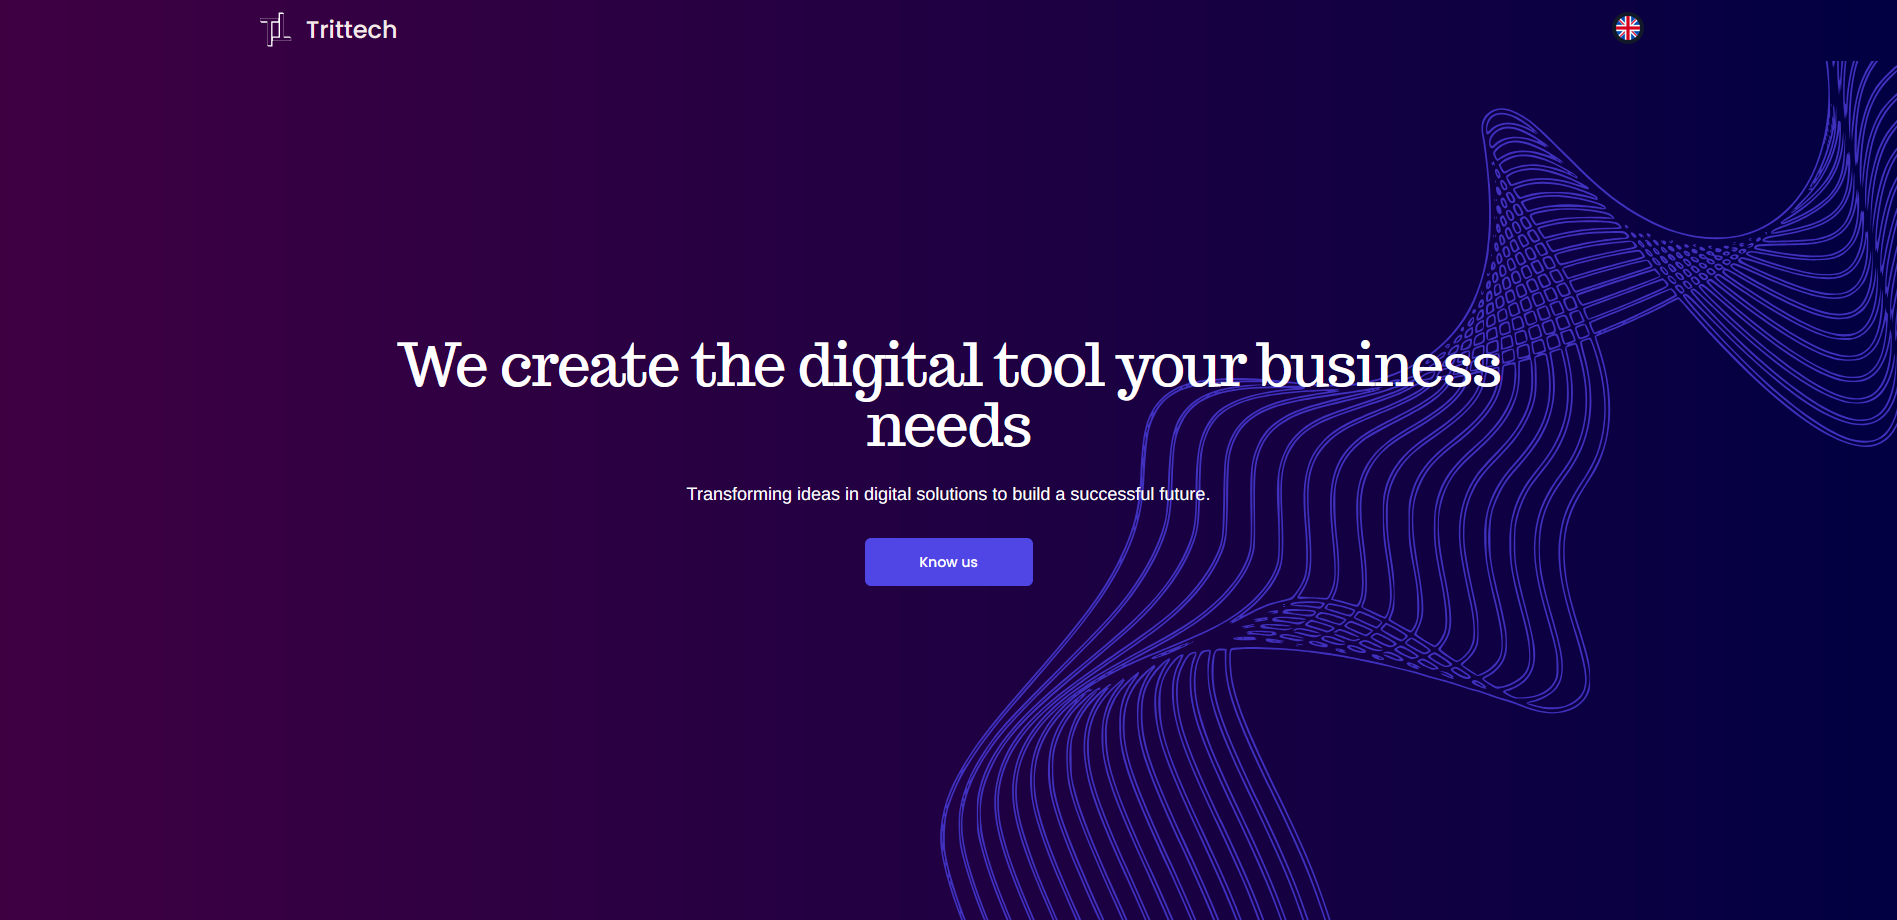 Trittech
We create the digital tool your business
needs
Transforming ideas in digital solutions to build a successful future.
Know us